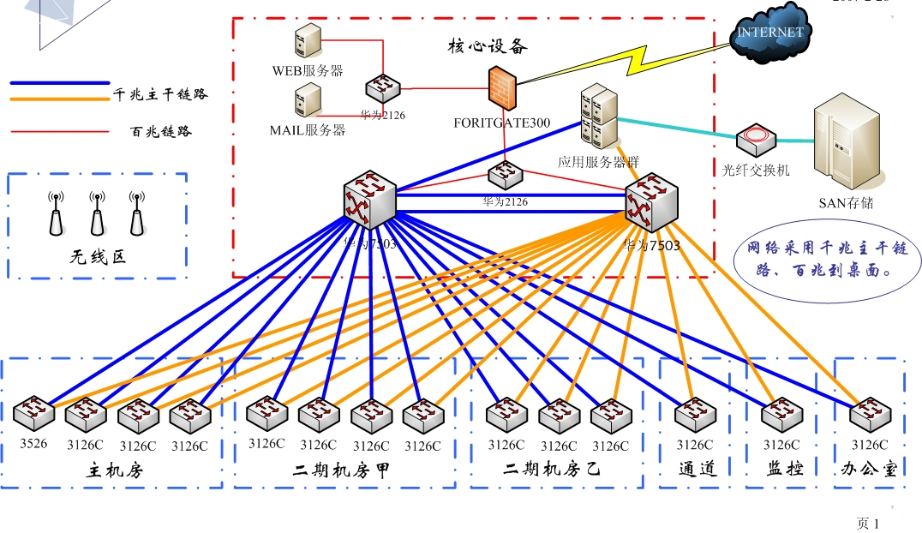 INTERNET
核心设备
WEB服务器
千兆主干链路
华为2126
FORITGATE300
百兆链路
MAIL服务器
应用服务器群
光纤交换机
SAN存储
华为2126
无线区
华为7503
华为7503
网络采用千兆主干链
路、百兆到桌面。
3526
3126C
3126C
3126C
3126C
3126C
3126C
3126C
3126C
3126C
3126C
3126C
3126C
3126C
主机房
二期机房甲
二期机房乙
通道
监控
办公室
页 1